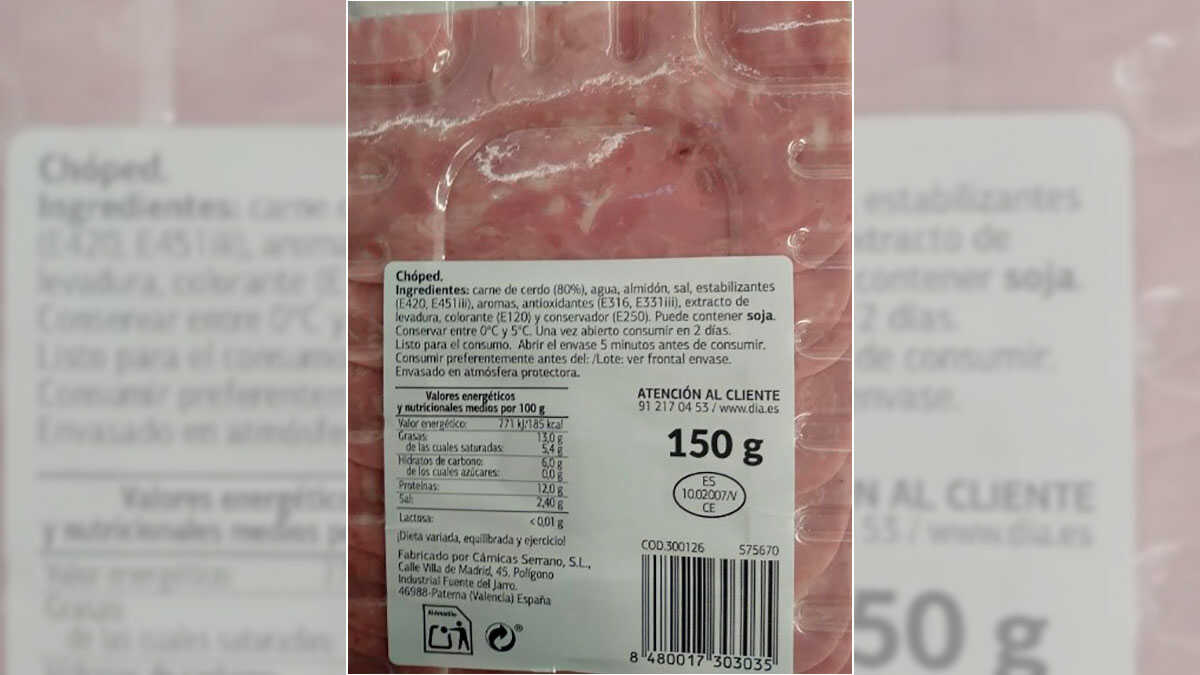 Chóped.
Ingredientes: carne de cerdo (80%), agua, almidón, sal, estabilizantes
(E420, E451iii), aromas, antioxidantes (E316, E331iii), extracto de
levadura, colorante (E120) y conservador (E250). Puede contener soja.
Conservar entre 0°C y 5°C. Una vez abierto consumir en 2 días.
Listo para el consumo. Abrir el envase 5 minutos antes de consumir.
Consumir preferentemente antes del: /Lote: ver frontal envase.
Envasado en atmósfera protectora.
Valores energéticos
y nutricionales medios por 100 g
Valor energético: 771 kJ/185 kcal
Grasas: 13,0 g
de las cuales saturadas: 5,4 g
Hidratos de carbono: 6,0 g
de los cuales azúcares: 0,0 g
Proteínas: 12,0 g
Sal: 2,40 g
Lactosa: <0,01 g
¡Dieta variada, equilibrada y ejercicio!
Fabricado por Cárnicas Serrano, S.L.,
Calle Villa de Madrid, 45. Polígono
Industrial Fuente del Jarro.
46988-Paterna (Valencia) España
Al Amarillo
ATENCIÓN AL CLIENTE
91 217 04 53 / www.dia.es
150 g
ES
10.02007/V
CE
COD.300126 S75670
8 480017 303035